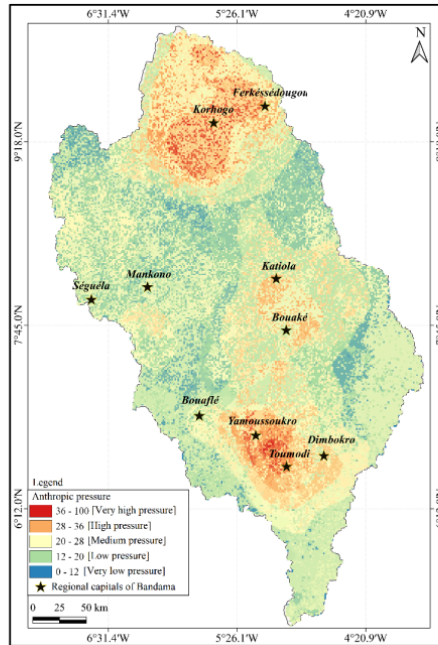 6°31.4'W 5°26.1'W 4°20.9'W
N
Ferkéssédougou
Korhogo
9°18.0'N
Katiola
Mankono
Séguéla
Bouaké
7°45.0'N
Bouaflé
Yamoussoukro
Dimbokro
Toumodi
Legend
Anthropic pressure
36 - 100 [Very high pressure]
28 - 36 [High pressure]
20 - 28 [Medium pressure]
12 - 20 [Low pressure]
0 - 12 [Very low pressure]
Regional capitals of Bandama
6°12.0'N
0 25 50 km
6°31.4'W 5°26.1'W 4°20.9'W